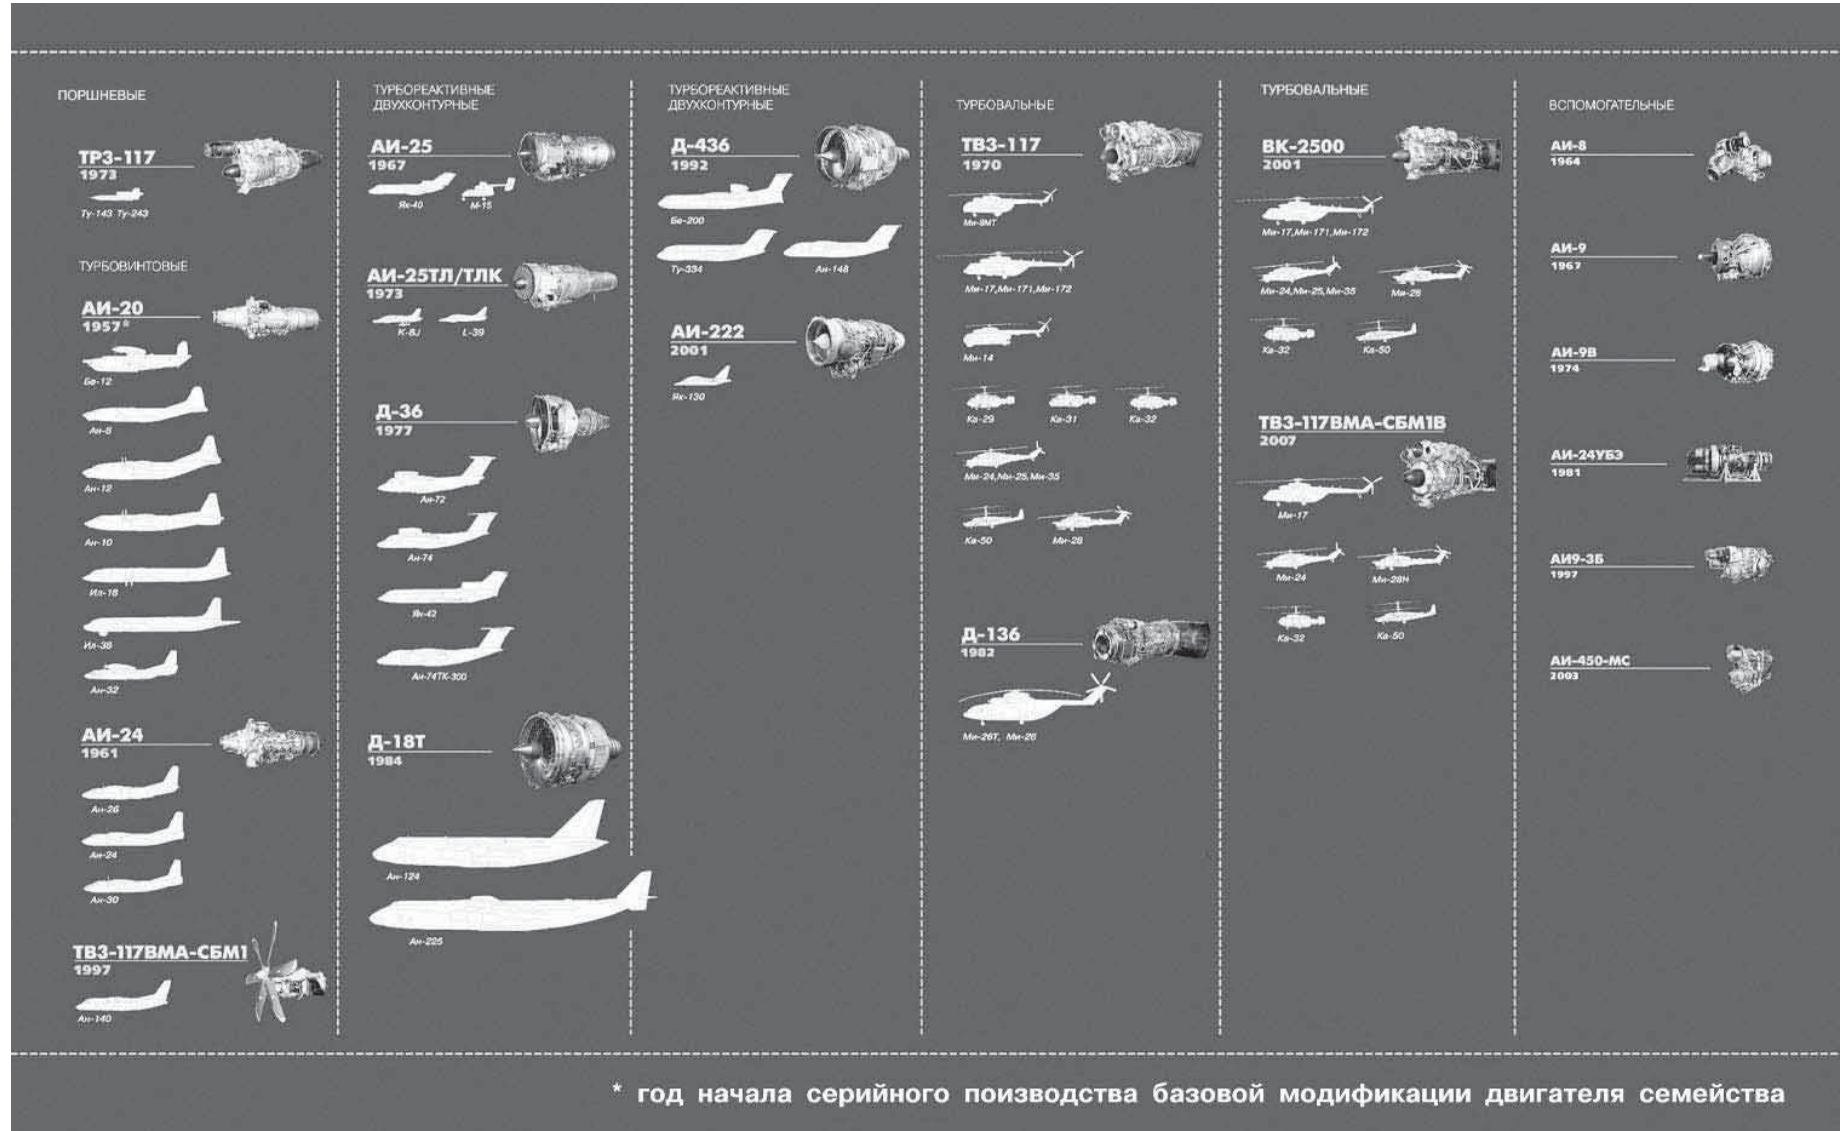 ПОРШНЕВЫЕ
ТРЗ-117
1973
Ту-143 Ту-243
ТУРБОВИНТОВЫЕ
АИ-20
1957*
Бе-12
Ан-8
Ан-12
Ан-10
Ил-18
Ил-38
Ан-32
АИ-24
1961
Ан-26
Ан-24
Ан-30
ТВ3-117ВМА-СБМ1
1997
Ан-140
ТУРБОРЕАКТИВНЫЕ
ДВУХКОНТУРНЫЕ
АИ-25
1967
Як-40 М-15
АИ-25ТЛ/ТЛК
1973
K-8J L-39
Д-36
1977
Ан-72
Ан-74
Як-42
Ан-74ТК-300
Д-18Т
1984
Ан-124
Ан-225
ТУРБОРЕАКТИВНЫЕ
ДВУХКОНТУРНЫЕ
Д-436
1992
Бе-200
Ту-334 Ан-148
АИ-222
2001
Як-130
ТУРБОВАЛЬНЫЕ
ТВ3-117
1970
Ми-8МТ
Ми-17,Ми-171,Ми-172
Ми-14
Ка-29 Ка-31 Ка-32
Ми-24,Ми-25,Ми-35
Ка-50 Ми-28
Д-136
1982
Ми-26Т, Ми-26
ТУРБОВАЛЬНЫЕ
ВК-2500
2001
Ми-17,Ми-171,Ми-172
Ми-24,Ми-25,Ми-35 Ми-28
Ка-32 Ка-50
ТВ3-117ВМА-СБМ1В
2007
Ми-17
Ми-24 Ми-28Н
Ка-32 Ка-50
ВСПОМОГАТЕЛЬНЫЕ
АИ-8
1964
АИ-9
1967
АИ-9В
1974
АИ-24УБЭ
1981
АИ9-3Б
1997
АИ-450-МС
2003
* год начала серийного поизводства базовой модификации двигателя семейства